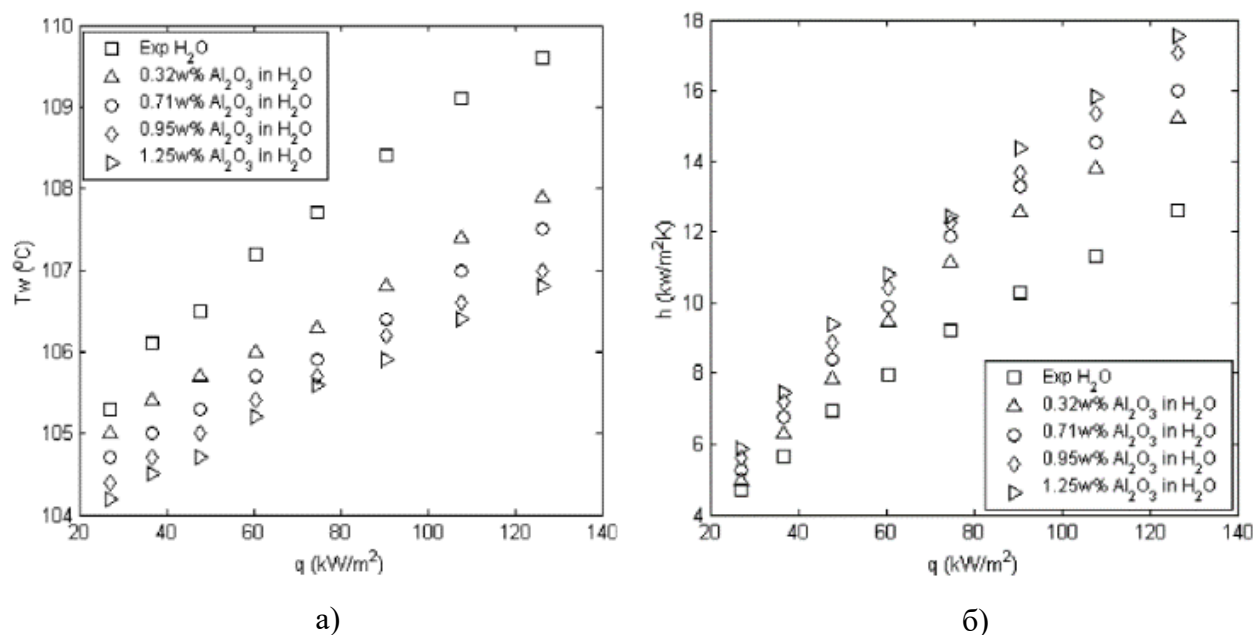 110
109
108
107
106
105
104
Tw (⁰C)
Exp H₂O
0.32w% Al₂O₃ in H₂O
0.71w% Al₂O₃ in H₂O
0.95w% Al₂O₃ in H₂O
1.25w% Al₂O₃ in H₂O
20 40 60 80 100 120 140
q (kW/m²)
а)
18
16
14
12
10
8
6
4
h (kw/m²K)
Exp H₂O
0.32w% Al₂O₃ in H₂O
0.71w% Al₂O₃ in H₂O
0.95w% Al₂O₃ in H₂O
1.25w% Al₂O₃ in H₂O
20 40 60 80 100 120 140
q (kW/m²)
б)